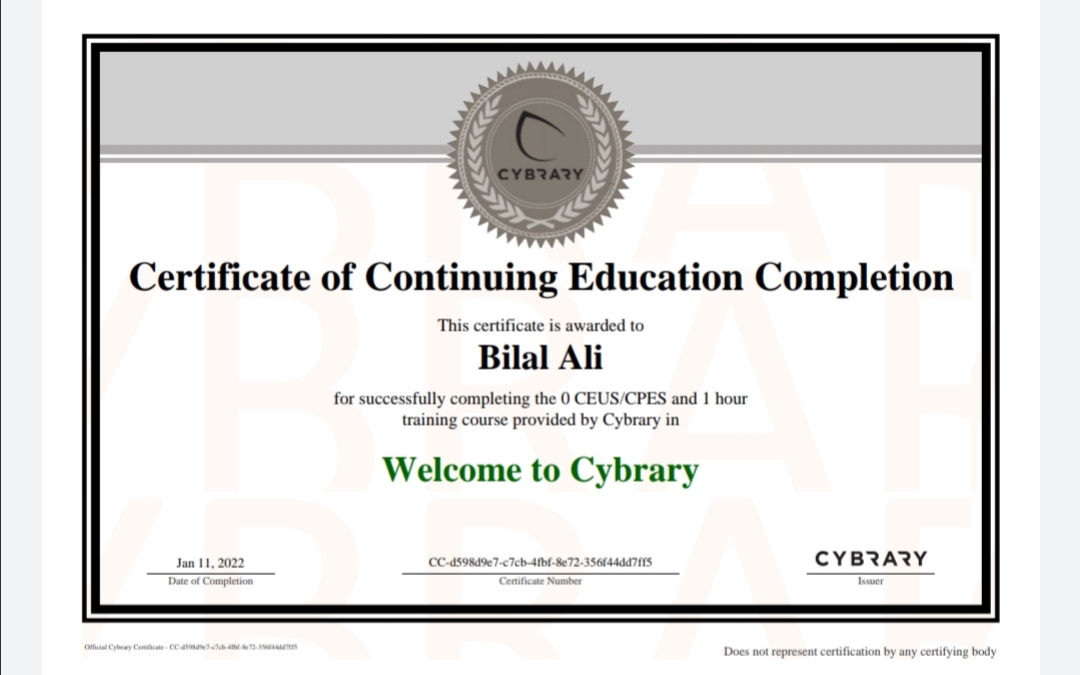 CYBRARY
Certificate of Continuing Education Completion
This certificate is awarded to
Bilal Ali
for successfully completing the 0 CEUS/CPES and 1 hour
training course provided by Cybrary in
Welcome to Cybrary
Jan 11, 2022
Date of Completion
CC-d598d9e7-c7cb-4fbf-8e72-356f44dd7ff5
Certificate Number
CYBRARY
Issuer
Official Cybrary Certificate - CC-d598d9e7-c7cb-4fbf-8e72-356f44dd7ff5
Does not represent certification by any certifying body